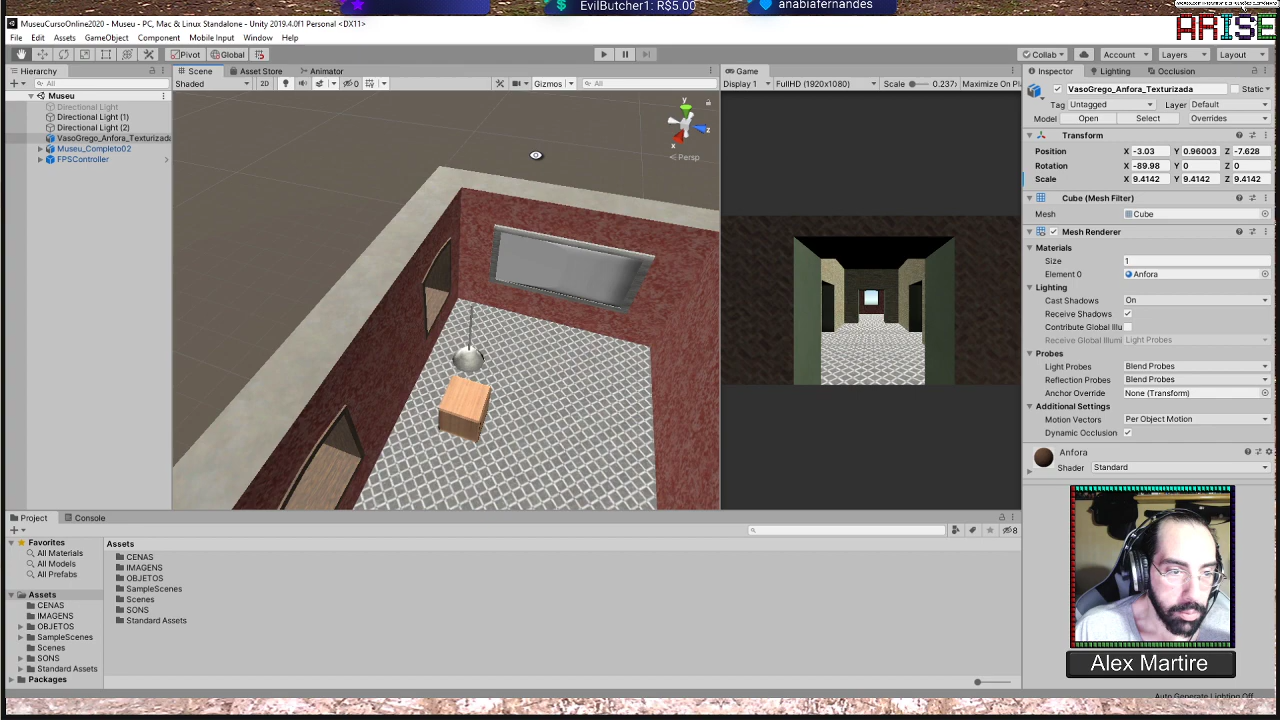 EvilButcher1: R$5.00
anabiafernandes
ARISE
MuseuCursoOnline2020 - Museu - PC, Mac & Linux Standalone - Unity 2019.4.0f1 Personal <DX11>
File Edit Assets GameObject Component Mobile Input Window Help
Pivot Global Collab Account Layers Layout
Hierarchy Scene Asset Store Animator Game Inspector Lighting Occlusion
All Shaded 2D 0 Gizmos All Display 1 FullHD (1920x1080) Scale 0.237x Maximize On Pl
Museu
Directional Light
Directional Light (1)
Directional Light (2)
VasoGrego_Anfora_Texturizada
Museu_Completo02
FPSController
y
z
x
Persp
VasoGrego_Anfora_Texturizada Static
Tag Untagged Layer Default
Model Open Select Overrides
Transform
Position X -3.03 Y 0.96003 Z -7.628
Rotation X -89.98 Y 0 Z 0
Scale X 9.4142 Y 9.4142 Z 9.4142
Cube (Mesh Filter)
Mesh Cube
Mesh Renderer
Materials
Size 1
Element 0 Anfora
Lighting
Cast Shadows On
Receive Shadows
Contribute Global Illu
Receive Global Illumi Light Probes
Probes
Light Probes Blend Probes
Reflection Probes Blend Probes
Anchor Override None (Transform)
Additional Settings
Motion Vectors Per Object Motion
Dynamic Occlusion
Anfora
Shader Standard
Project Console
8
Favorites
All Materials
All Models
All Prefabs
Assets
CENAS
IMAGENS
OBJETOS
SampleScenes
Scenes
SONS
Standard Assets
Packages
Assets
CENAS
IMAGENS
OBJETOS
SampleScenes
Scenes
SONS
Standard Assets
Alex Martire
Auto Generate Lighting Off